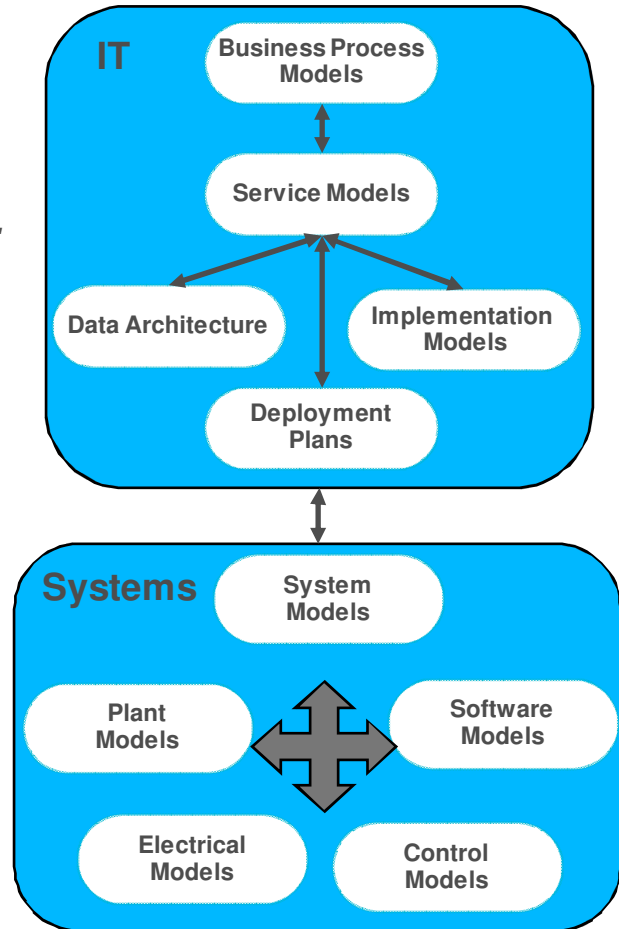 IT
Business Process
Models
Service Models
Data Architecture
Implementation
Models
Deployment
Plans
Systems
System
Models
Plant
Models
Software
Models
Electrical
Models
Control
Models